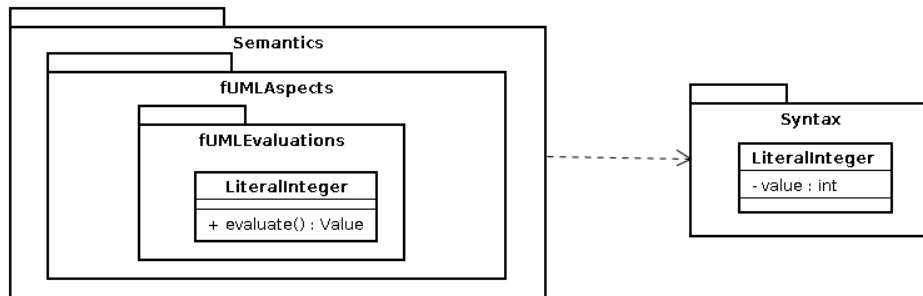 Semantics
fUMLAspects
fUMLEvaluations
LiteralInteger
+ evaluate() : Value
Syntax
LiteralInteger
- value : int